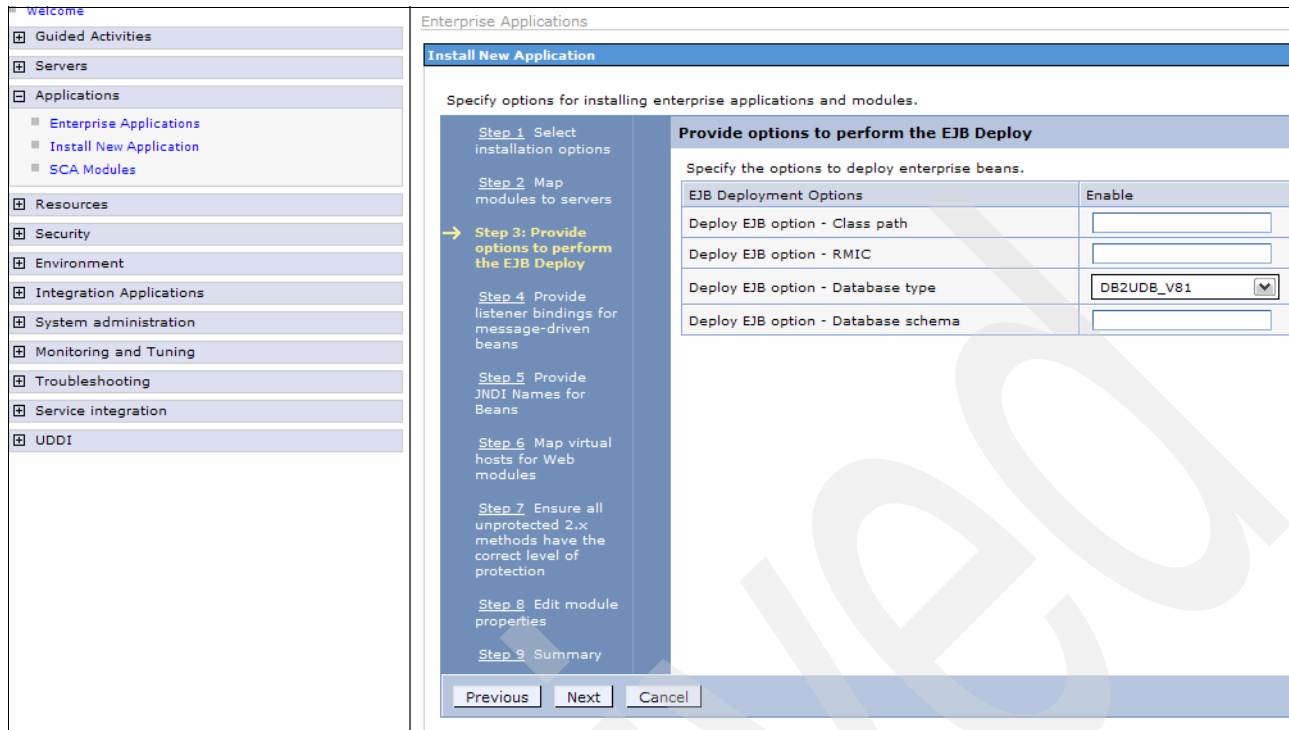 Welcome
Guided Activities
Servers
Applications
Enterprise Applications
Install New Application
SCA Modules
Resources
Security
Environment
Integration Applications
System administration
Monitoring and Tuning
Troubleshooting
Service integration
UDDI
Enterprise Applications
Install New Application
Specify options for installing enterprise applications and modules.
Step 1 Select
installation options
Step 2 Map
modules to servers
Step 3: Provide
options to perform
the EJB Deploy
Step 4 Provide
listener bindings for
message-driven
beans
Step 5 Provide
JNDI Names for
Beans
Step 6 Map virtual
hosts for Web
modules
Step 7 Ensure all
unprotected 2.x
methods have the
correct level of
protection
Step 8 Edit module
properties
Step 9 Summary
Provide options to perform the EJB Deploy
Specify the options to deploy enterprise beans.
EJB Deployment Options Enable
Deploy EJB option - Class path
Deploy EJB option - RMIC
Deploy EJB option - Database type DB2UDB_V81
Deploy EJB option - Database schema
Previous Next Cancel